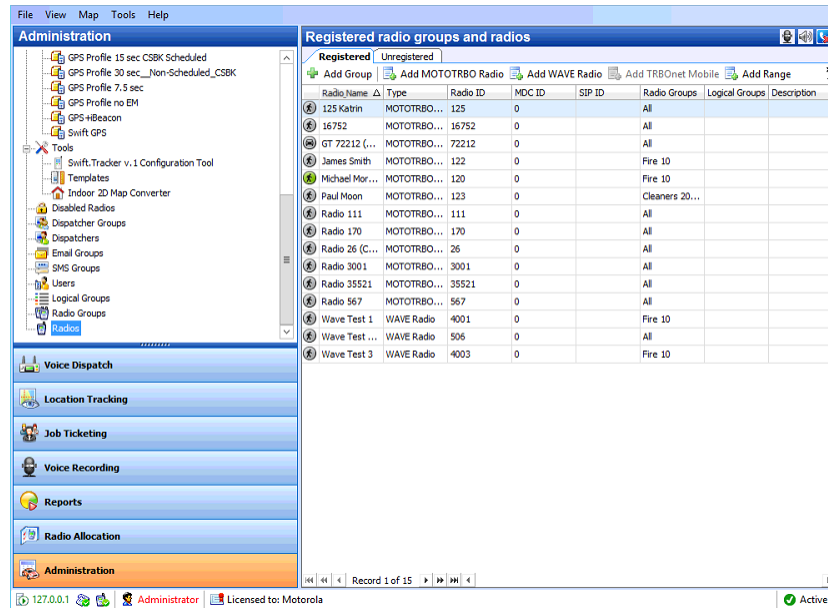 File View Map Tools Help
Administration
GPS Profile 15 sec CSBK Scheduled
GPS Profile 30 sec__Non-Scheduled_CSBK
GPS Profile 7.5 sec
GPS Profile no EM
GPS+iBeacon
Swift GPS
Tools
Swift.Tracker v.1 Configuration Tool
Templates
Indoor 2D Map Converter
Disabled Radios
Dispatcher Groups
Dispatchers
Email Groups
SMS Groups
Users
Logical Groups
Radio Groups
Radios
Voice Dispatch
Location Tracking
Job Ticketing
Voice Recording
Reports
Radio Allocation
Administration
Registered radio groups and radios
Registered Unregistered
Add Group Add MOTOTRBO Radio Add WAVE Radio Add TRBOnet Mobile Add Range
Radio Name Type Radio ID MDC ID SIP ID Radio Groups Logical Groups Description
125 Katrin MOTOTRBO... 125 0 All
16752 MOTOTRBO... 16752 0 All
GT 72212 (... MOTOTRBO... 72212 0 All
James Smith MOTOTRBO... 122 0 Fire 10
Michael Mor... MOTOTRBO... 120 0 Fire 10
Paul Moon MOTOTRBO... 123 0 Cleaners 20...
Radio 111 MOTOTRBO... 111 0 All
Radio 170 MOTOTRBO... 170 0 All
Radio 26 (C... MOTOTRBO... 26 0 All
Radio 3001 MOTOTRBO... 3001 0 All
Radio 35521 MOTOTRBO... 35521 0 All
Radio 567 MOTOTRBO... 567 0 All
Wave Test 1 WAVE Radio 4001 0 Fire 10
Wave Test ... WAVE Radio 506 0 All
Wave Test 3 WAVE Radio 4003 0 Fire 10
Record 1 of 15
127.0.0.1 Administrator Licensed to: Motorola Active